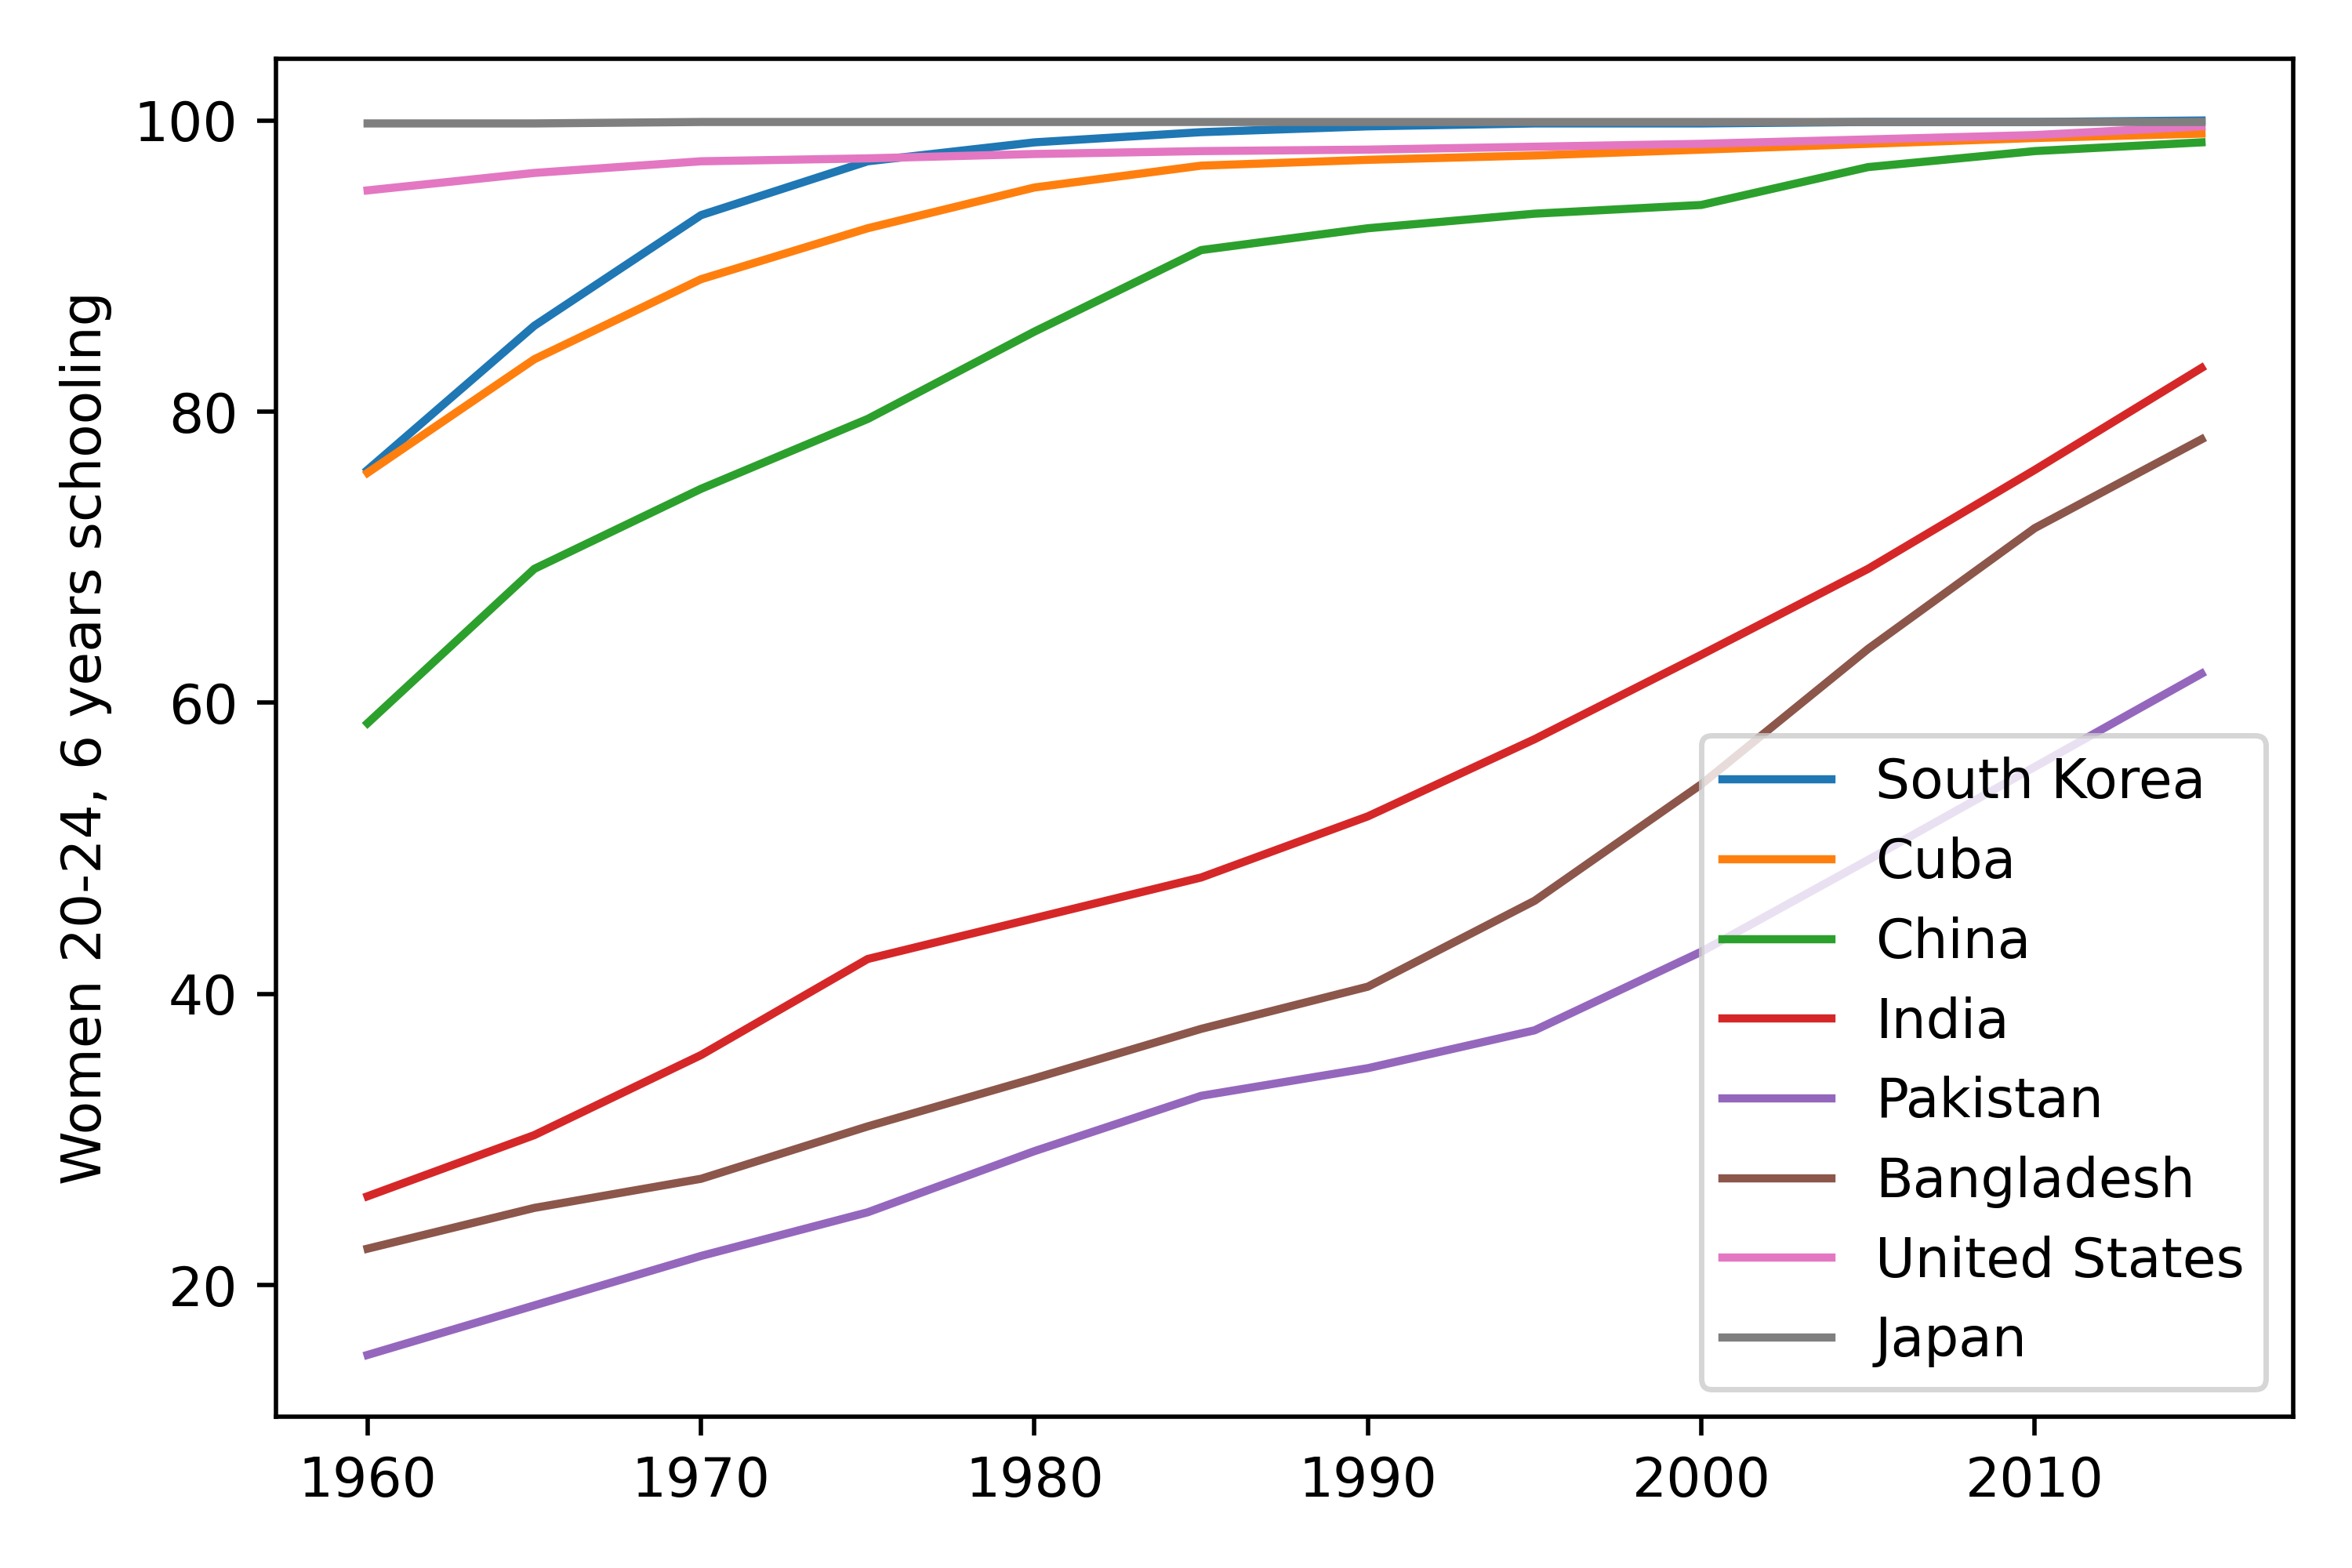 Women 20-24, 6 years schooling
100
80
60
40
20
1960 1970 1980 1990 2000 2010
South Korea
Cuba
China
India
Pakistan
Bangladesh
United States
Japan